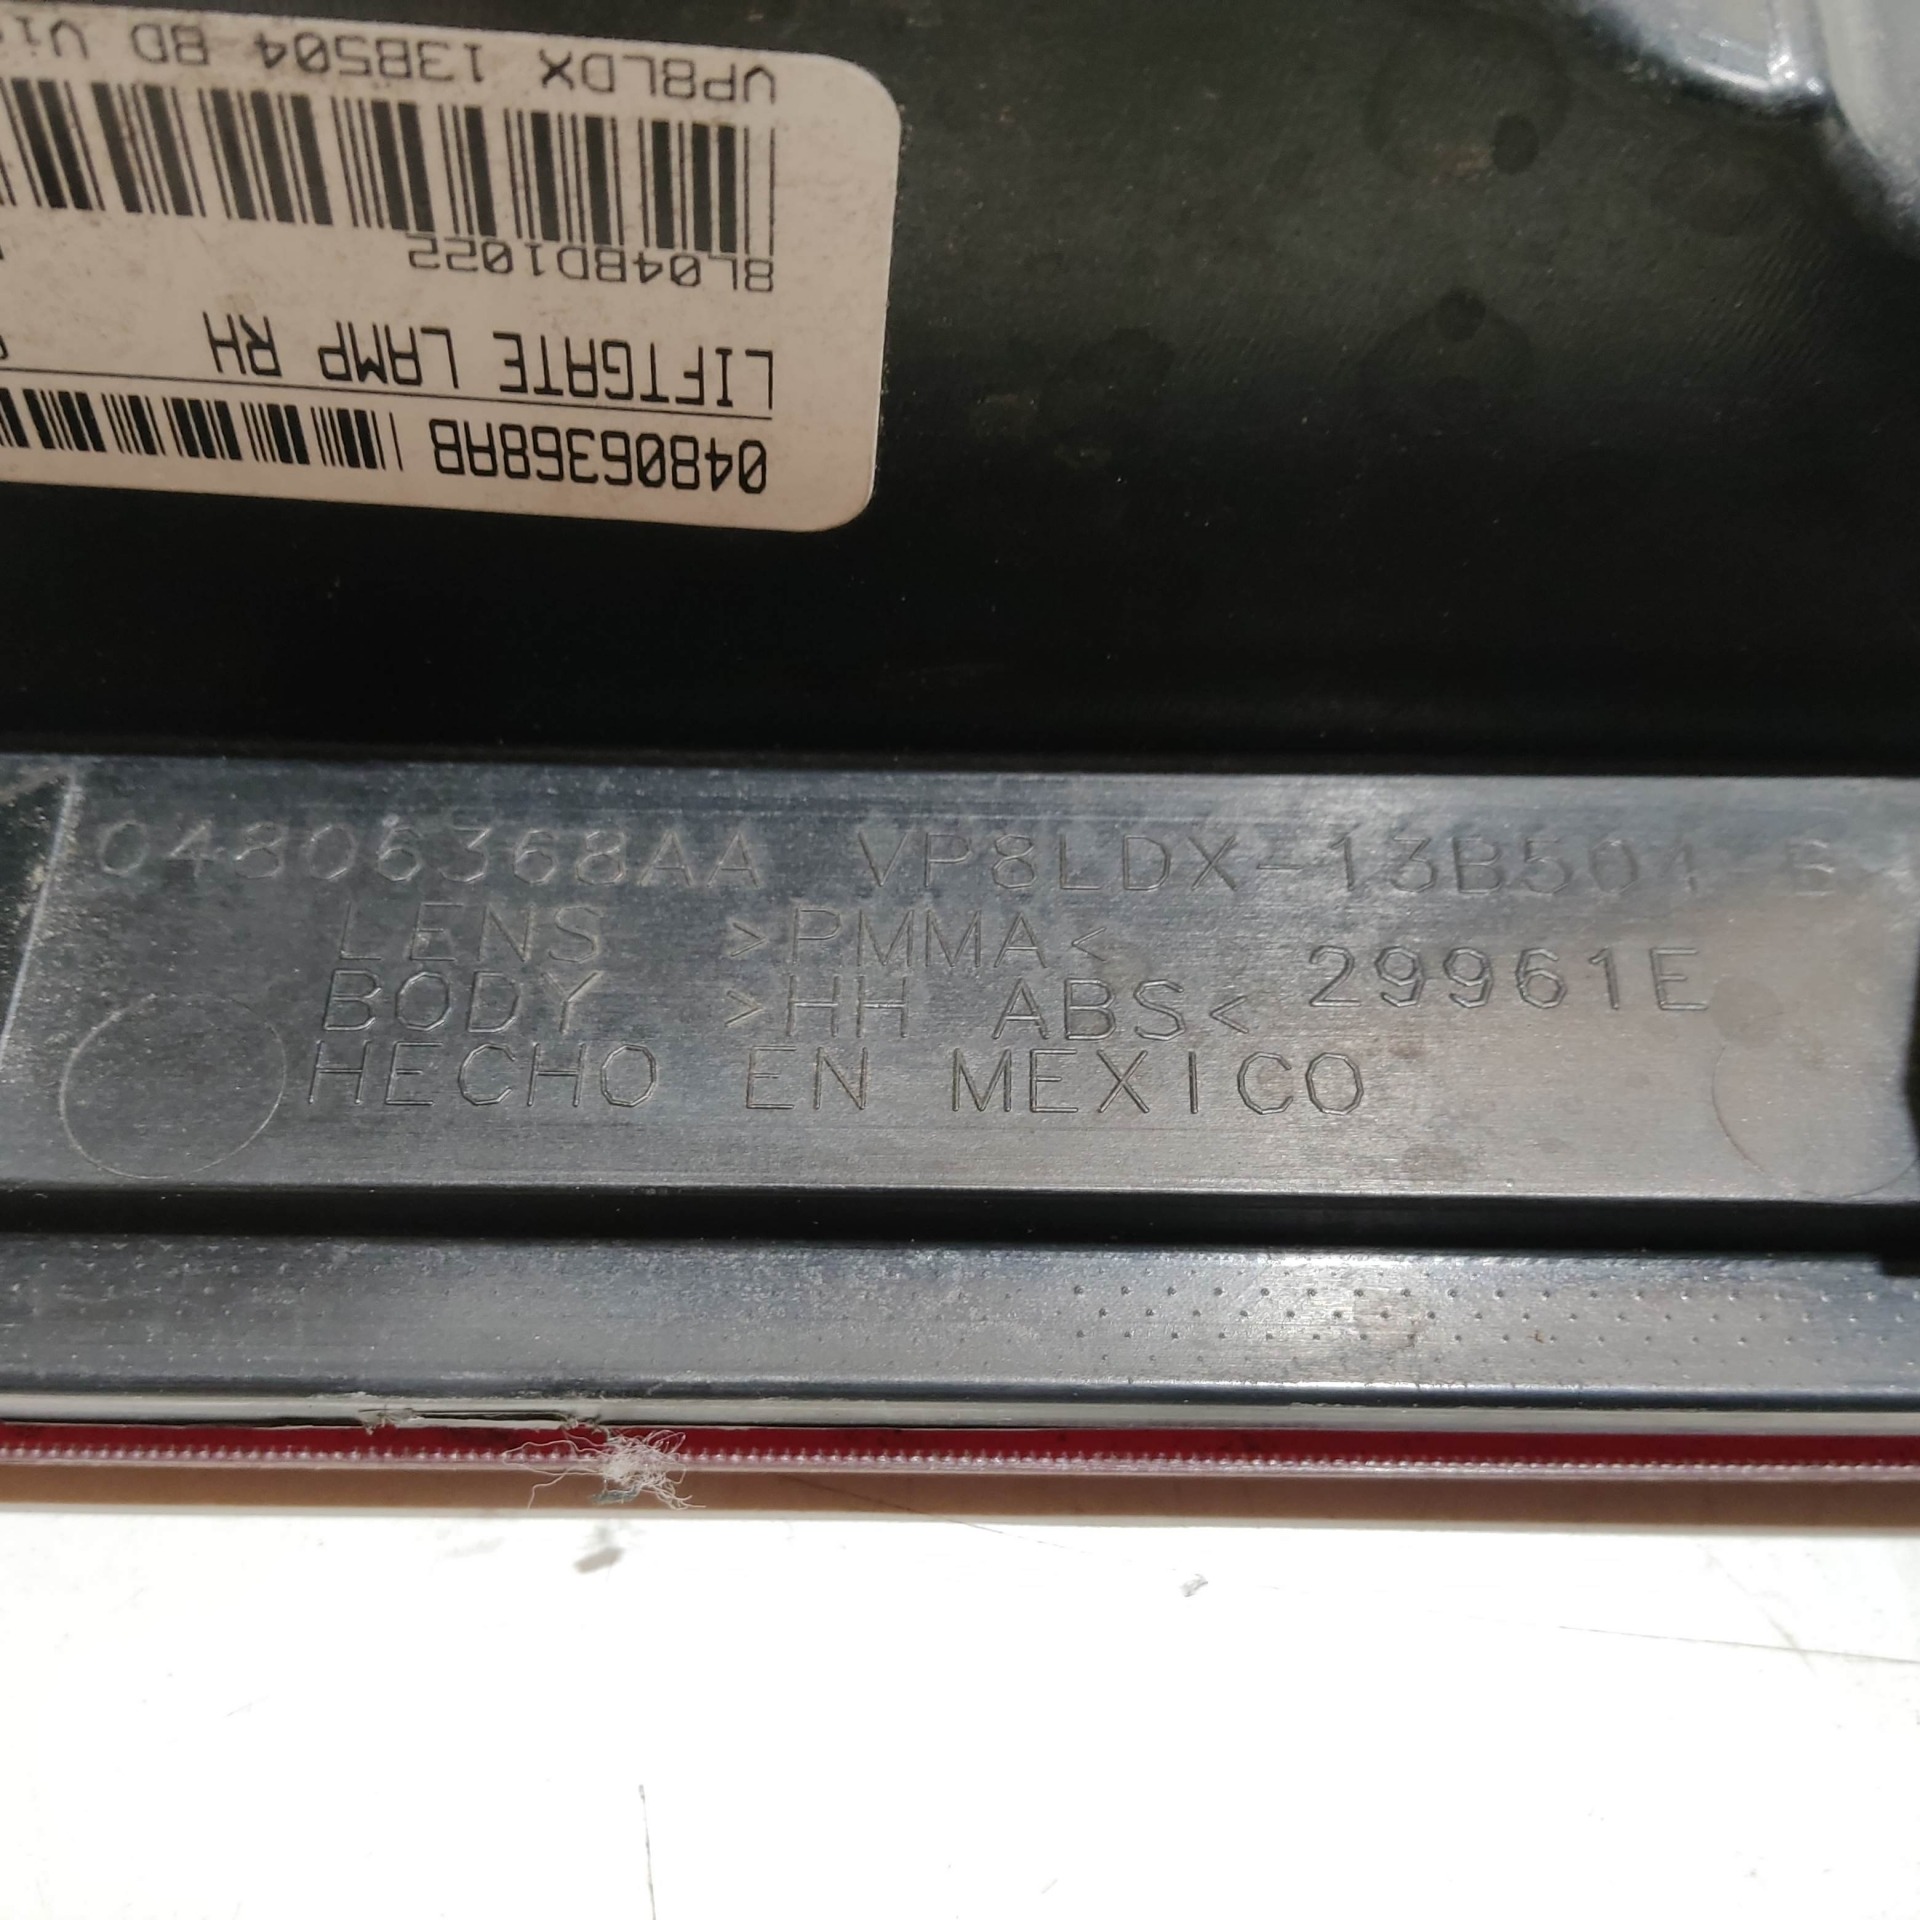 04806368AB
LIFTGATE LAMP RH
8L04BD1022
VP8LDX 13B504 BD
04806368AA VP8LDX-13B504-B
LENS >PMMA<
BODY >HH ABS< 29961E
HECHO EN MEXICO